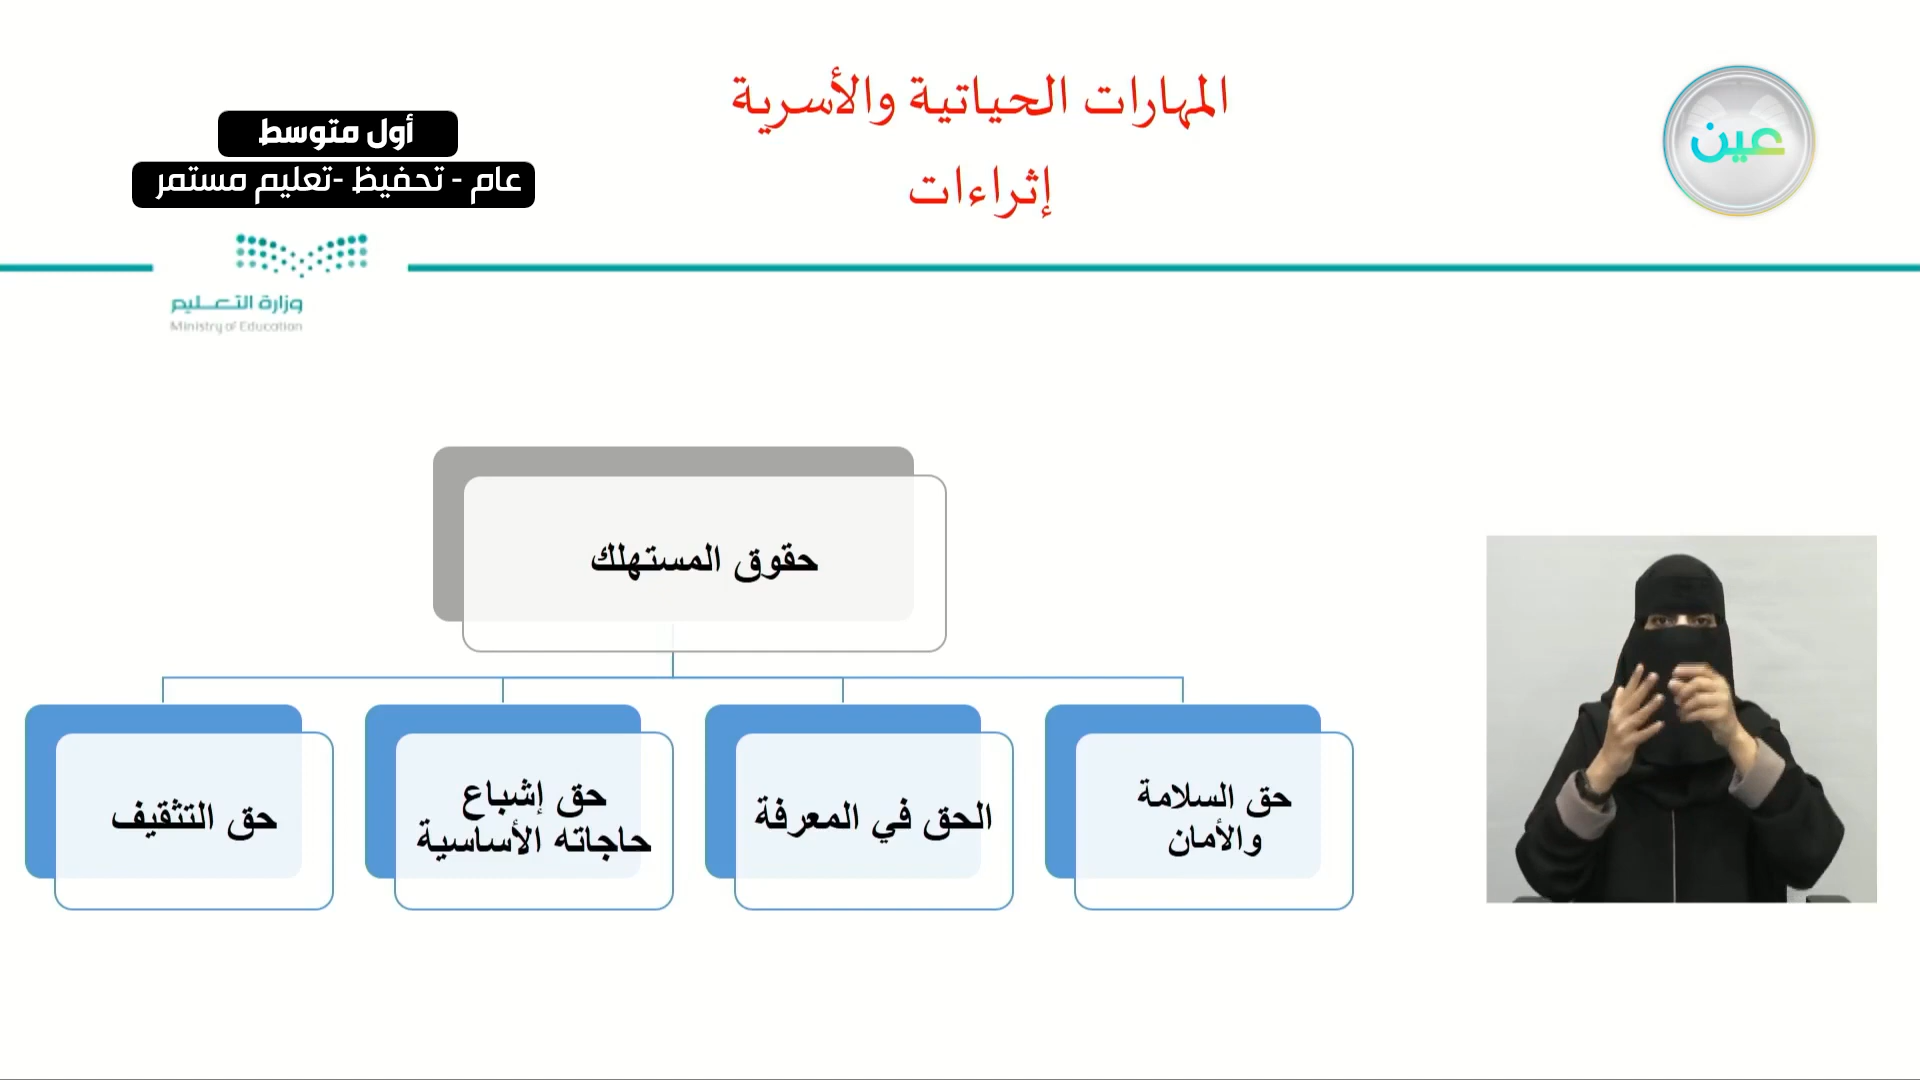 المهارات الحياتية والأسرية
إثراءات
عين
أول متوسط
عام - تحفيظ -تعليم مستمر
وزارة التعليم
Ministry of Education
حقوق المستهلك
حق السلامة
والأمان
الحق في المعرفة
حق إشباع
حاجاته الأساسية
حق التثقيف